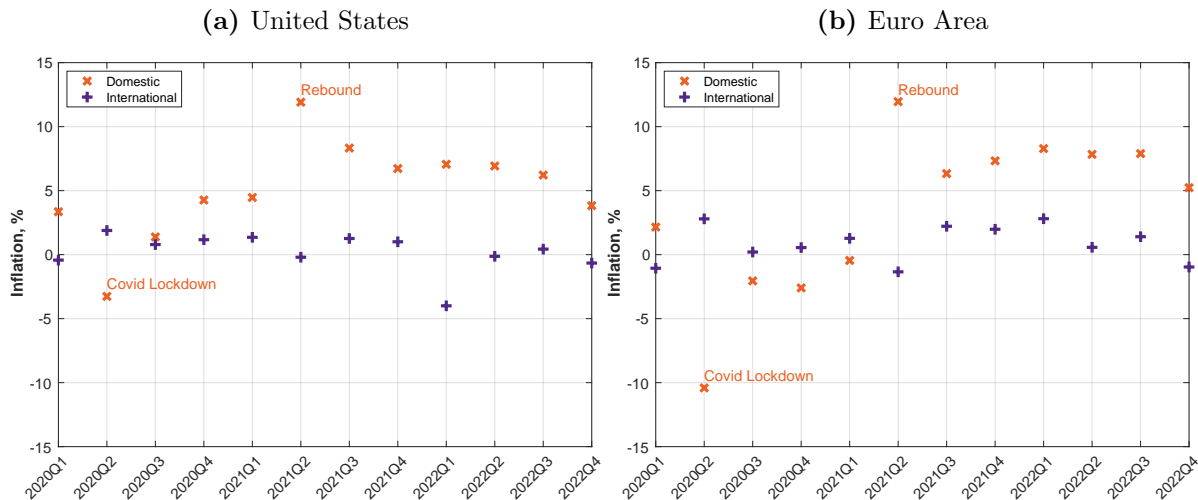 (a) United States
15
10
5
0
-5
-10
-15
Inflation, %
Domestic
International
Rebound
Covid Lockdown
2020Q1
2020Q2
2020Q3
2020Q4
2021Q1
2021Q2
2021Q3
2021Q4
2022Q1
2022Q2
2022Q3
2022Q4
(b) Euro Area
15
10
5
0
-5
-10
-15
Inflation, %
Domestic
International
Rebound
Covid Lockdown
2020Q1
2020Q2
2020Q3
2020Q4
2021Q1
2021Q2
2021Q3
2021Q4
2022Q1
2022Q2
2022Q3
2022Q4